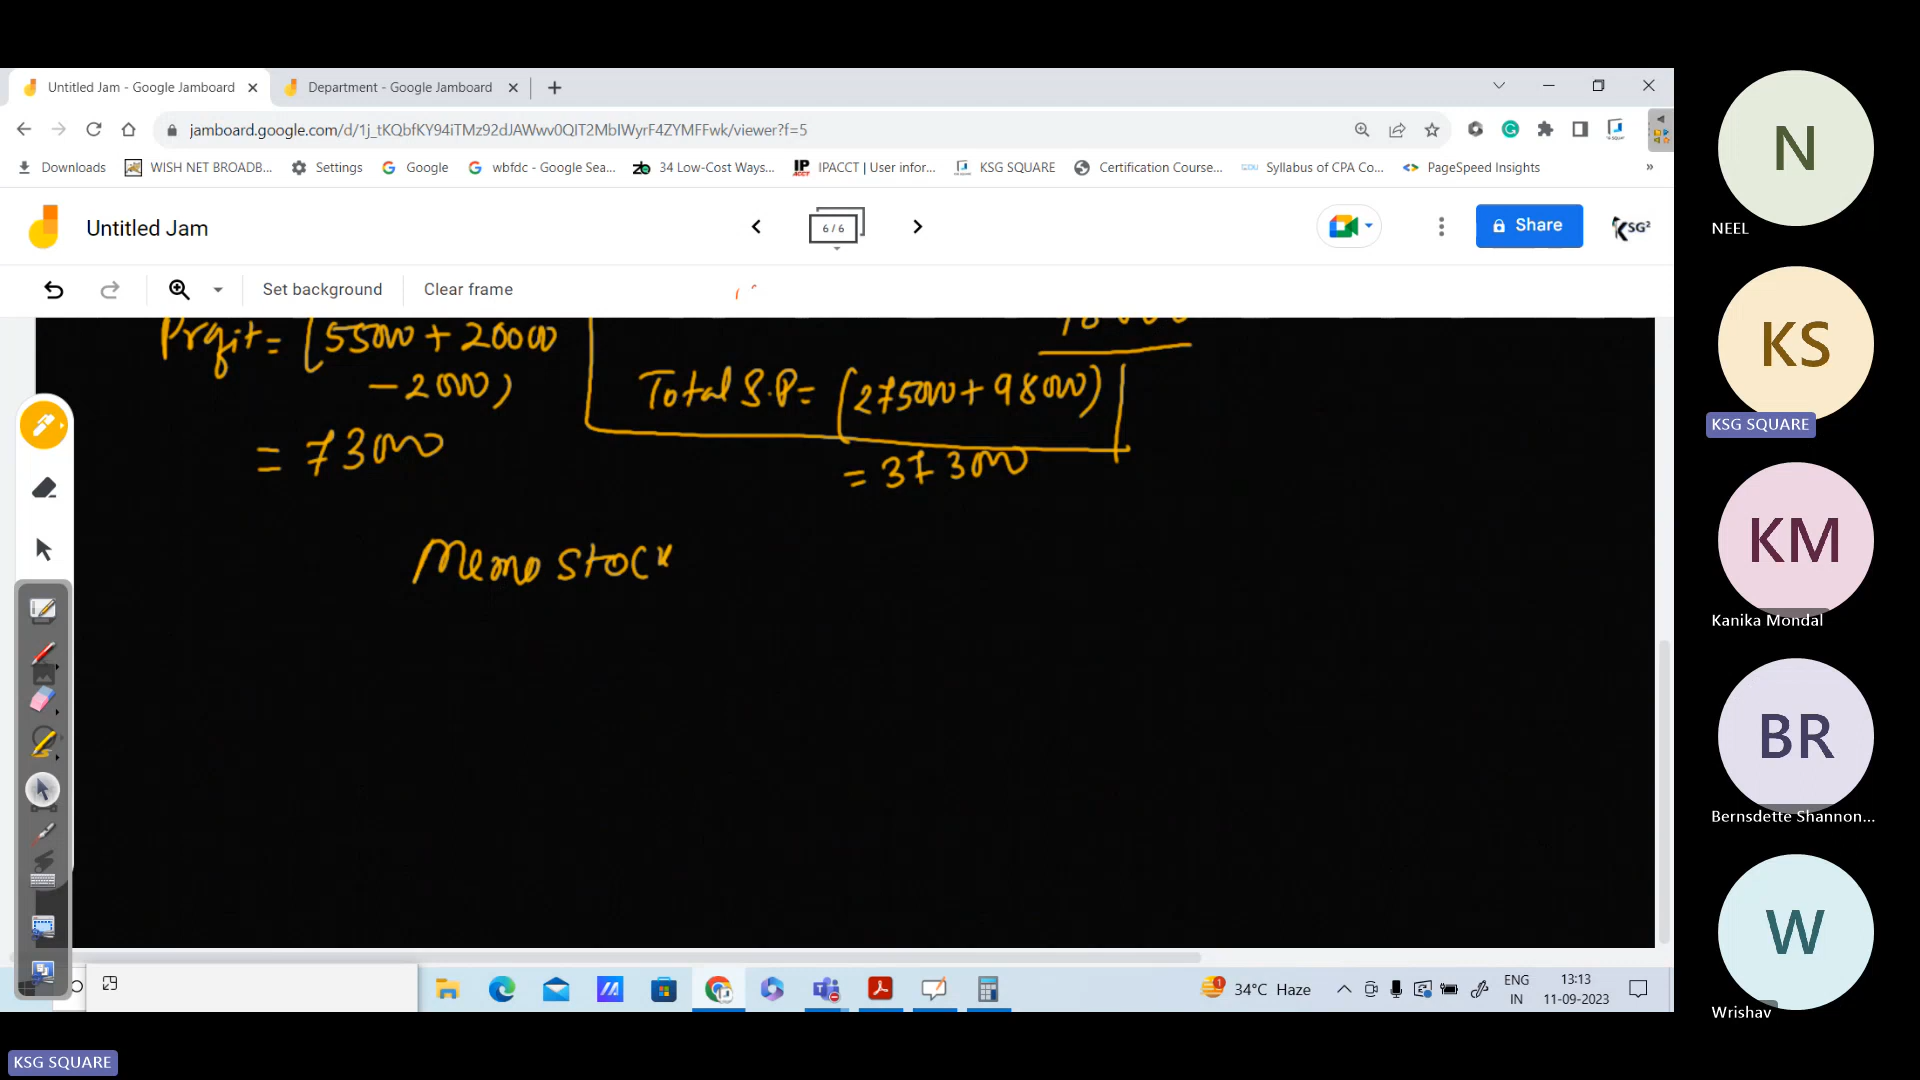 Untitled Jam - Google Jamboard
Department - Google Jamboard
jamboard.google.com/d/1j_tKQbfKY94iTMz92dJAWwv0QlT2MbIWyrF4ZYMFFwk/viewer?f=5
Downloads WISH NET BROADB... Settings Google wbfdc - Google Sea... 34 Low-Cost Ways... IPACCT | User infor... KSG SQUARE Certification Course... Syllabus of CPA Co... PageSpeed Insights »
Untitled Jam
6 / 6
Share
KSG²
Set background
Clear frame
Profit = (55000 + 20000
- 2000)
= 73000
Total S.P = (275000 + 98000)
= 373000
Memo Stock
34°C Haze
ENG
IN
13:13
11-09-2023
N
NEEL
KS
KSG SQUARE
KM
Kanika Mondal
BR
Bernsdette Shannon...
W
Wrishav
KSG SQUARE